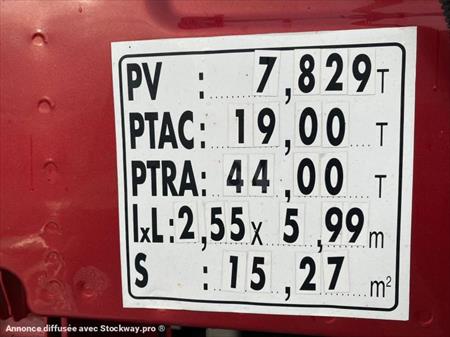 PV : 7,829 T
PTAC : 19,00 T
PTRA : 44,00 T
lxL : 2,55 x 5,99 m
S : 15,27 m²
Annonce diffusée avec Stockway.pro ®